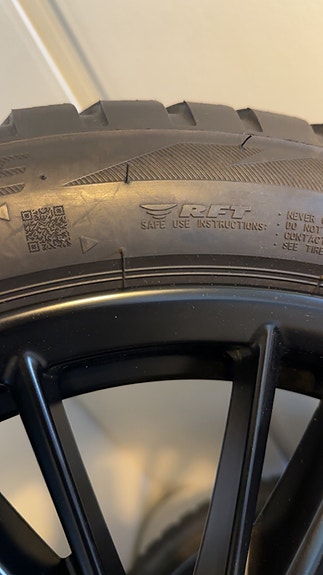 RFT
SAFE USE INSTRUCTIONS:
· NEVER
· DO NOT
CONTACT
· SEE TIRE